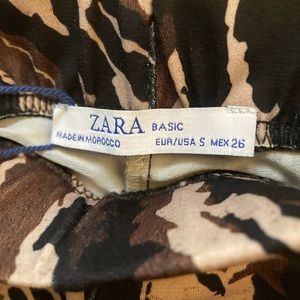 ZARA BASIC
MADE IN MOROCCO EUR/USA S MEX 26